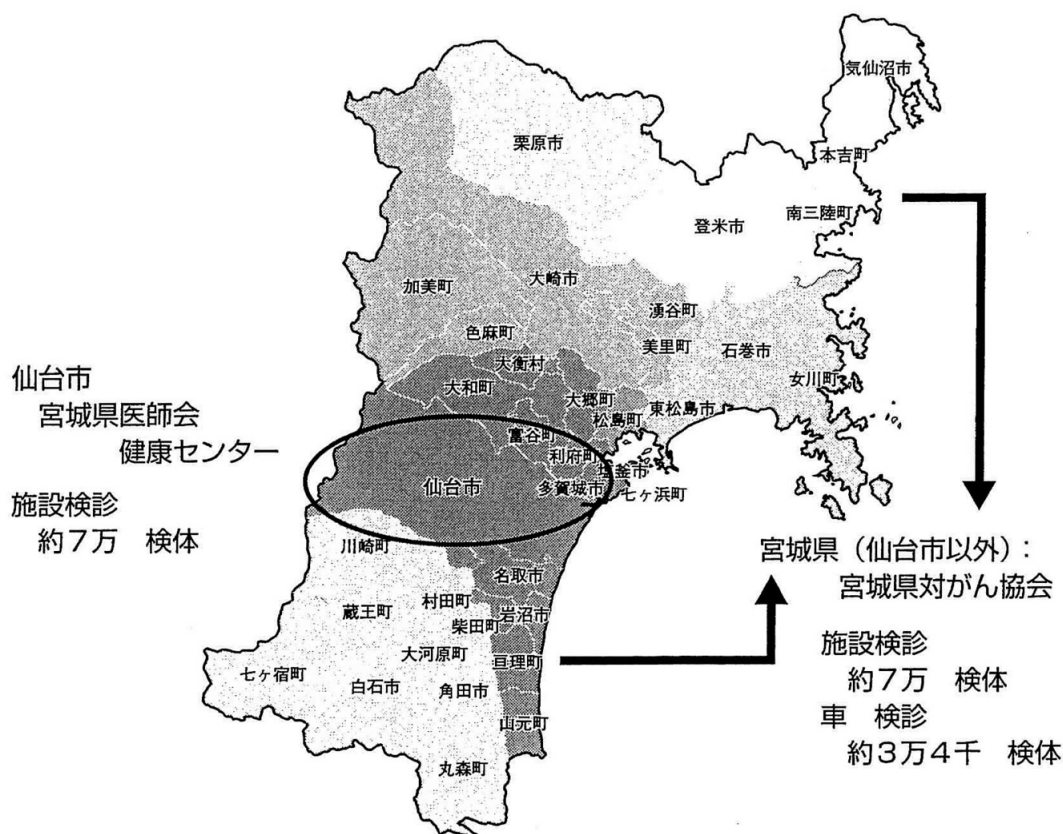 気仙沼市
栗原市
本吉町
南三陸町
登米市
大崎市
加美町
涌谷町
色麻町
美里町
石巻市
大衡村
女川町
大和町
大郷町
東松島市
松島町
富谷町
利府町
塩釜市
仙台市
多賀城市
七ヶ浜町
川崎町
名取市
村田町
岩沼市
蔵王町
柴田町
大河原町
亘理町
七ヶ宿町
白石市
角田市
山元町
丸森町
仙台市
宮城県医師会
健康センター
施設検診
約7万 検体
宮城県(仙台市以外):
宮城県対がん協会
施設検診
約7万 検体
車 検診
約3万4千 検体